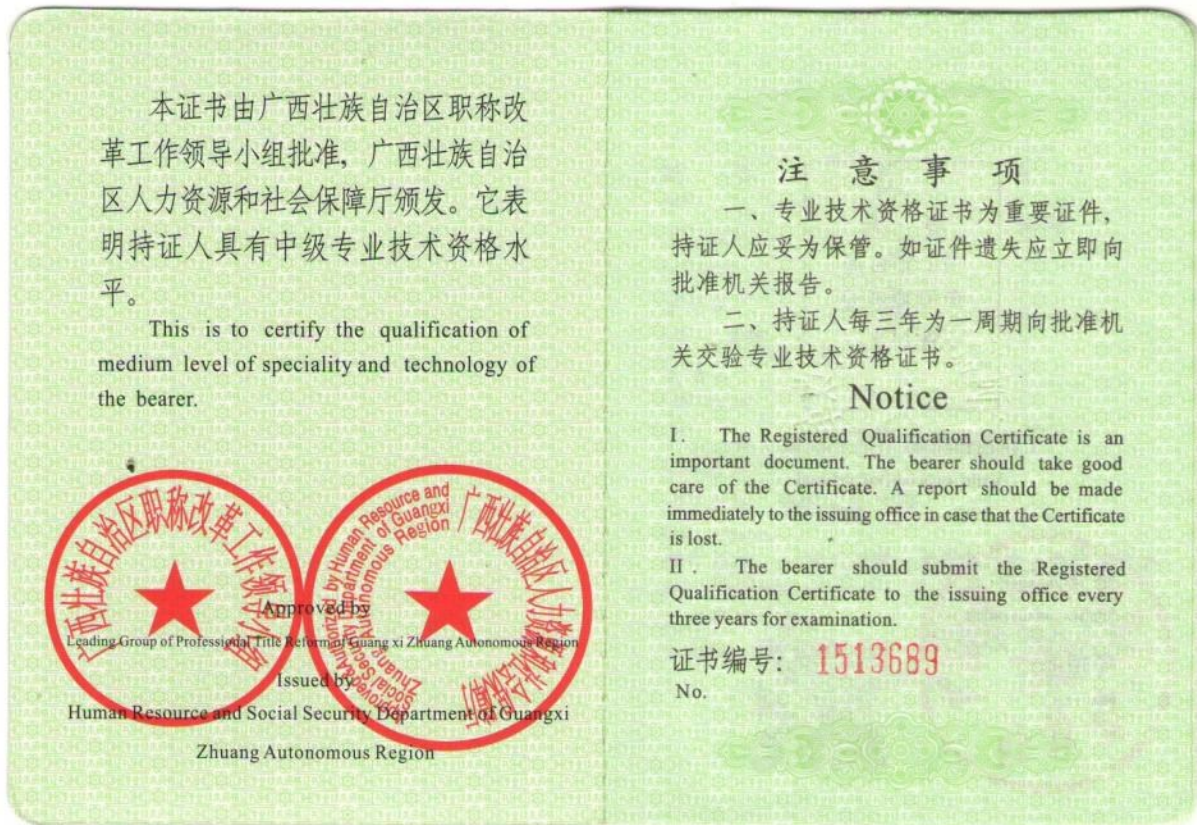 本证书由广西壮族自治区职称改
革工作领导小组批准，广西壮族自治
区人力资源和社会保障厅颁发。它表
明持证人具有中级专业技术资格水
平。
This is to certify the qualification of
medium level of speciality and technology of
the bearer.
广西壮族自治区职称改革工作领导小组
广西壮族自治区人力资源和社会保障厅
Human Resource and
Social Security Department of Guangxi
Zhuang Autonomous Region
Approved by
Leading Group of Professional Title Reform of Guang xi Zhuang Autonomous Region
Issued by
Human Resource and Social Security Department of Guangxi
Zhuang Autonomous Region
注意事项
一、专业技术资格证书为重要证件，
持证人应妥为保管。如证件遗失应立即向
批准机关报告。
二、持证人每三年为一周期向批准机
关交验专业技术资格证书。
Notice
I. The Registered Qualification Certificate is an
important document. The bearer should take good
care of the Certificate. A report should be made
immediately to the issuing office in case that the Certificate
is lost.
II. The bearer should submit the Registered
Qualification Certificate to the issuing office every
three years for examination.
证书编号：1513689
No.